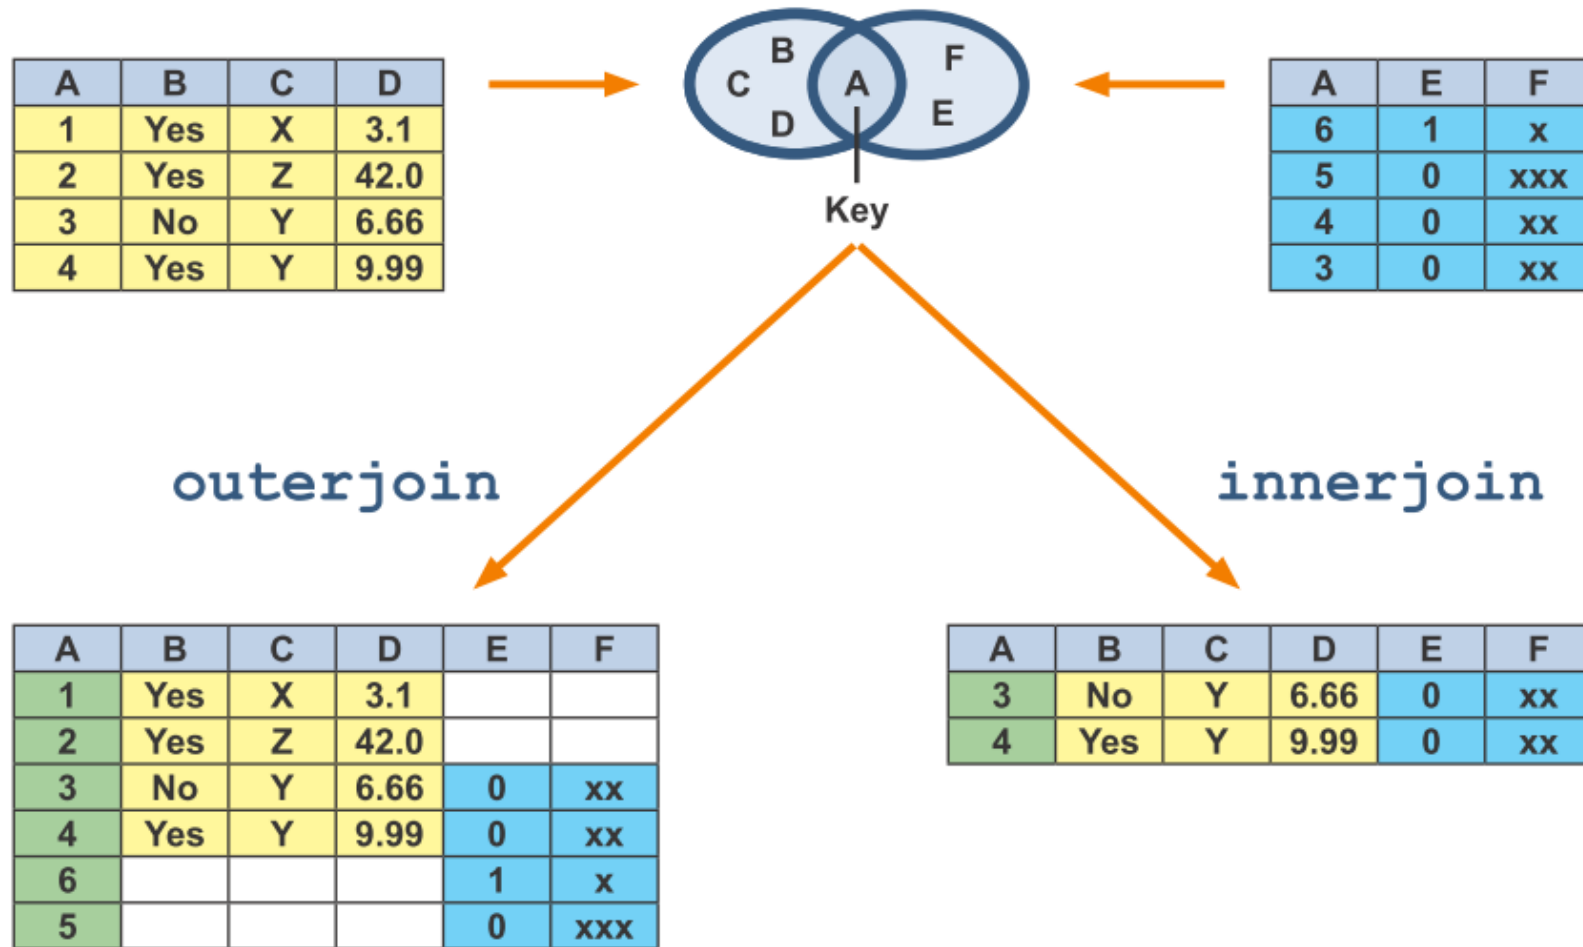 A B C D
1 Yes X 3.1
2 Yes Z 42.0
3 No Y 6.66
4 Yes Y 9.99
B
C
D
A
F
E
Key
A E F
6 1 x
5 0 xxx
4 0 xx
3 0 xx
outerjoin
innerjoin
A B C D E F
1 Yes X 3.1
2 Yes Z 42.0
3 No Y 6.66 0 xx
4 Yes Y 9.99 0 xx
6 1 x
5 0 xxx
A B C D E F
3 No Y 6.66 0 xx
4 Yes Y 9.99 0 xx